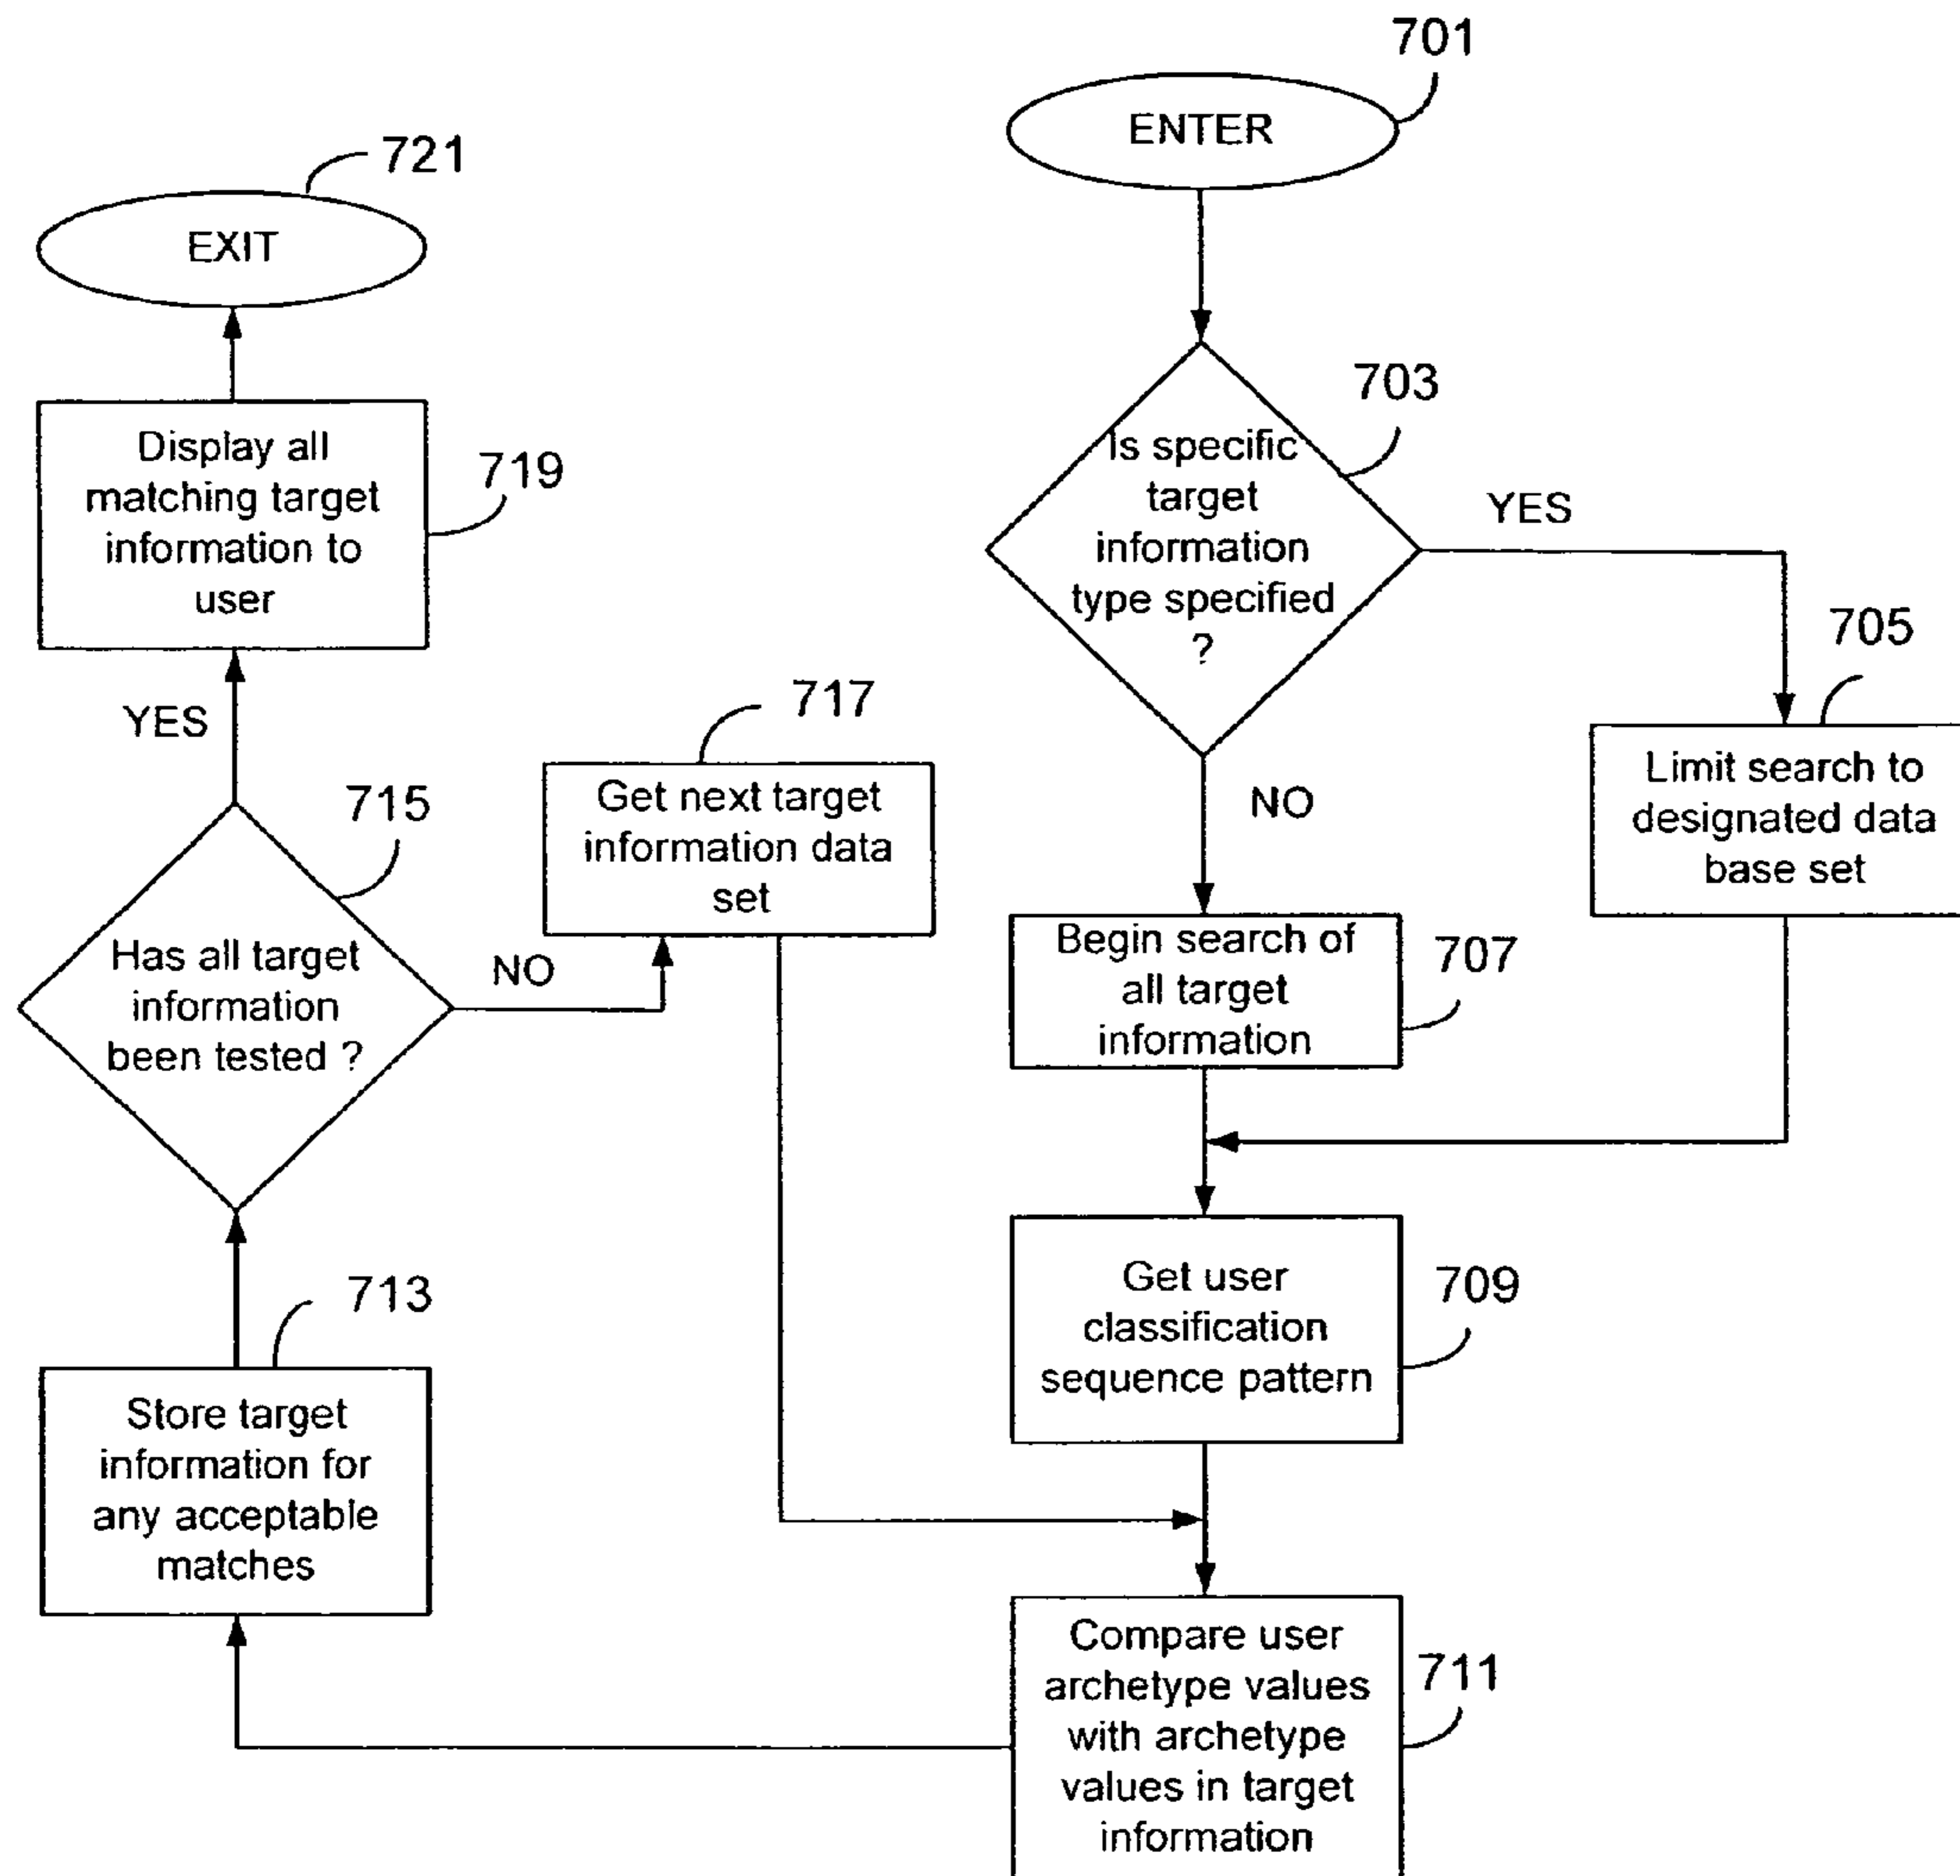 701
ENTER
703
Is specific
target
information
type specified
?
YES
NO
705
Limit search to
designated data
base set
707
Begin search of
all target
information
709
Get user
classification
sequence pattern
711
Compare user
archetype values
with archetype
values in target
information
713
Store target
information for
any acceptable
matches
715
Has all target
information
been tested ?
NO
YES
717
Get next target
information data
set
719
Display all
matching target
information to
user
721
EXIT